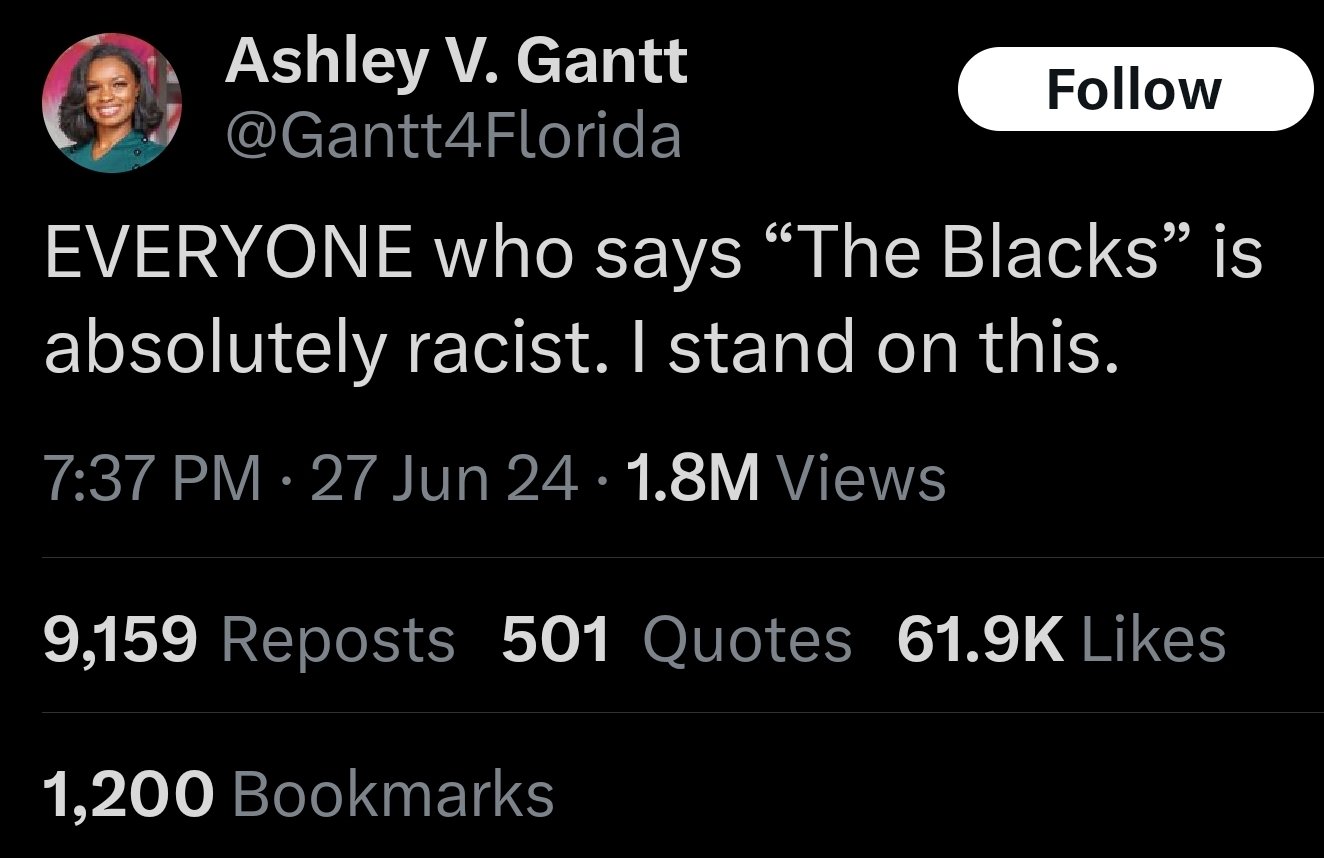 Ashley V. Gantt
@Gantt4Florida
Follow
EVERYONE who says “The Blacks” is
absolutely racist. I stand on this.
7:37 PM · 27 Jun 24 · 1.8M Views
9,159 Reposts 501 Quotes 61.9K Likes
1,200 Bookmarks